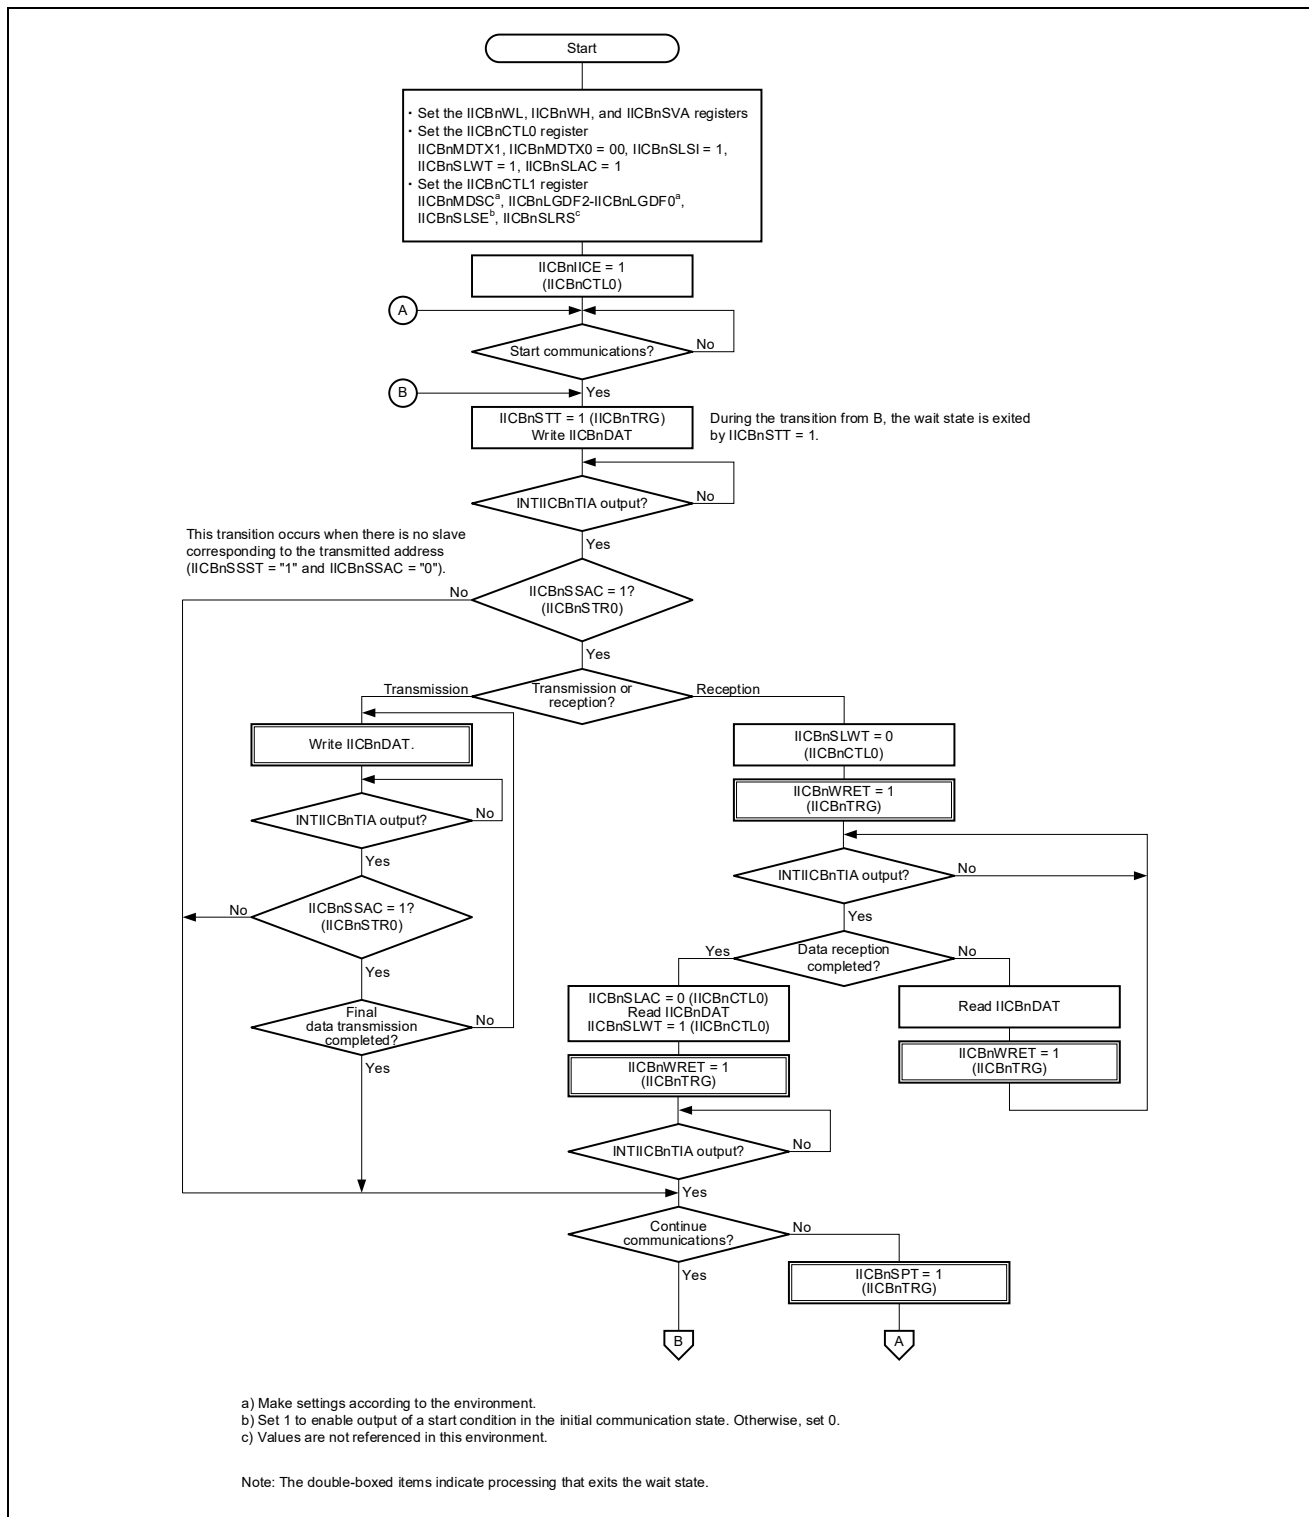 Start
・Set the IICBnWL, IICBnWH, and IICBnSVA registers
・Set the IICBnCTL0 register
IICBnMDTX1, IICBnMDTX0 = 00, IICBnSLSI = 1,
IICBnSLWT = 1, IICBnSLAC = 1
・Set the IICBnCTL1 register
IICBnMDSCa, IICBnLGDF2-IICBnLGDF0a,
IICBnSLSEb, IICBnSLRSc
IICBnIICE = 1
(IICBnCTL0)
A
Start communications?
No
B
Yes
IICBnSTT = 1 (IICBnTRG)
Write IICBnDAT
During the transition from B, the wait state is exited
by IICBnSTT = 1.
INTIICBnTIA output?
No
Yes
This transition occurs when there is no slave
corresponding to the transmitted address
(IICBnSSST = "1" and IICBnSSAC = "0").
No
IICBnSSAC = 1?
(IICBnSTR0)
Yes
Transmission
Transmission or
reception?
Reception
Write IICBnDAT.
INTIICBnTIA output?
No
Yes
No
IICBnSSAC = 1?
(IICBnSTR0)
Yes
Final
data transmission
completed?
No
Yes
IICBnSLWT = 0
(IICBnCTL0)
IICBnWRET = 1
(IICBnTRG)
INTIICBnTIA output?
No
Yes
Yes
Data reception
completed?
No
IICBnSLAC = 0 (IICBnCTL0)
Read IICBnDAT
IICBnSLWT = 1 (IICBnCTL0)
Read IICBnDAT
IICBnWRET = 1
(IICBnTRG)
IICBnWRET = 1
(IICBnTRG)
INTIICBnTIA output?
No
Yes
Continue
communications?
No
Yes
IICBnSPT = 1
(IICBnTRG)
B
A
a) Make settings according to the environment.
b) Set 1 to enable output of a start condition in the initial communication state. Otherwise, set 0.
c) Values are not referenced in this environment.
Note: The double-boxed items indicate processing that exits the wait state.